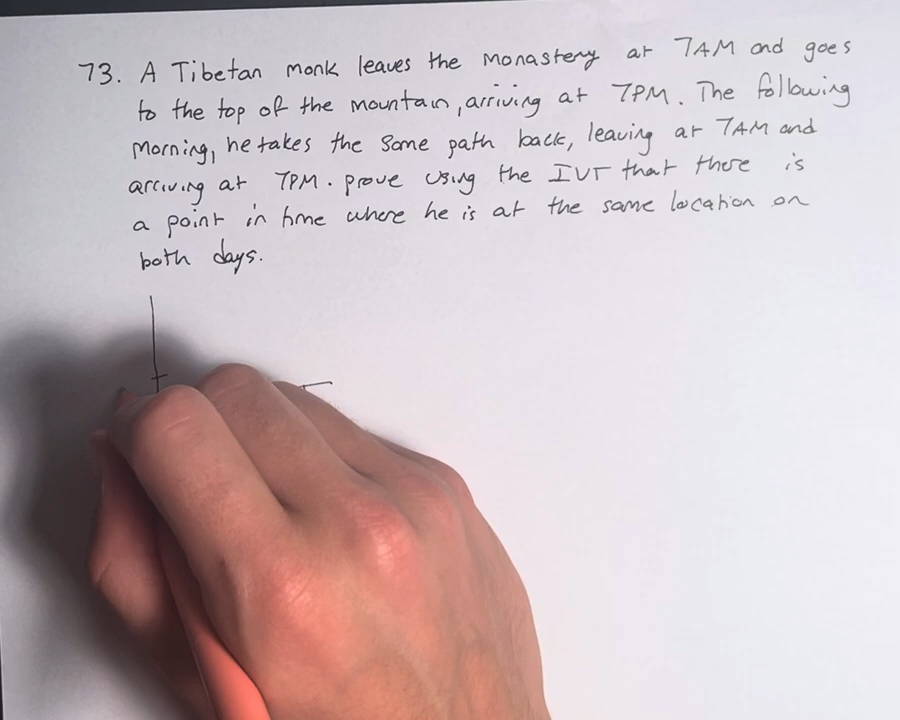 73. A Tibetan monk leaves the monastery at 7AM and goes
to the top of the mountain, arriving at 7PM. The following
morning, he takes the same path back, leaving at 7AM and
arriving at 7PM. prove using the IVT that there is
a point in time where he is at the same location on
both days.